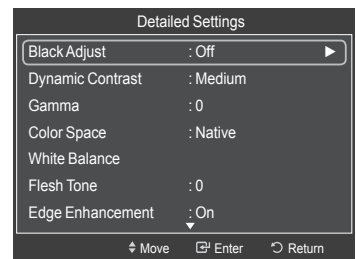 Detailed Settings
Black Adjust : Off ►
Dynamic Contrast : Medium
Gamma : 0
Color Space : Native
White Balance
Flesh Tone : 0
Edge Enhancement : On
▼
Move Enter Return